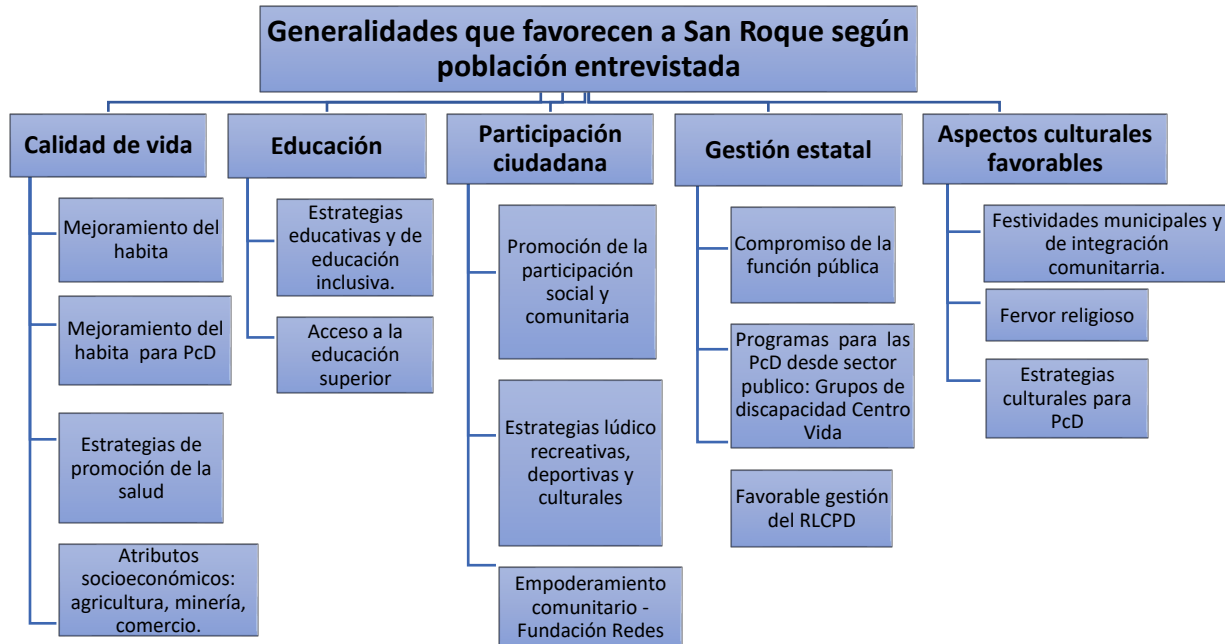 Generalidades que favorecen a San Roque según
población entrevistada
Calidad de vida
Mejoramiento del
habita
Mejoramiento del
habita para PcD
Estrategias de
promoción de la
salud
Atributos
socioeconómicos:
agricultura, minería,
comercio.
Educación
Estrategias
educativas y de
educación
inclusiva.
Acceso a la
educación
superior
Participación
ciudadana
Promoción de la
participación
social y
comunitaria
Estrategias lúdico
recreativas,
deportivas y
culturales
Empoderamiento
comunitario -
Fundación Redes
Gestión estatal
Compromiso de la
función pública
Programas para las
PcD desde sector
publico: Grupos de
discapacidad Centro
Vida
Favorable gestión
del RLCPD
Aspectos culturales
favorables
Festividades municipales y
de integración
comunitarria.
Fervor religioso
Estrategias
culturales para
PcD